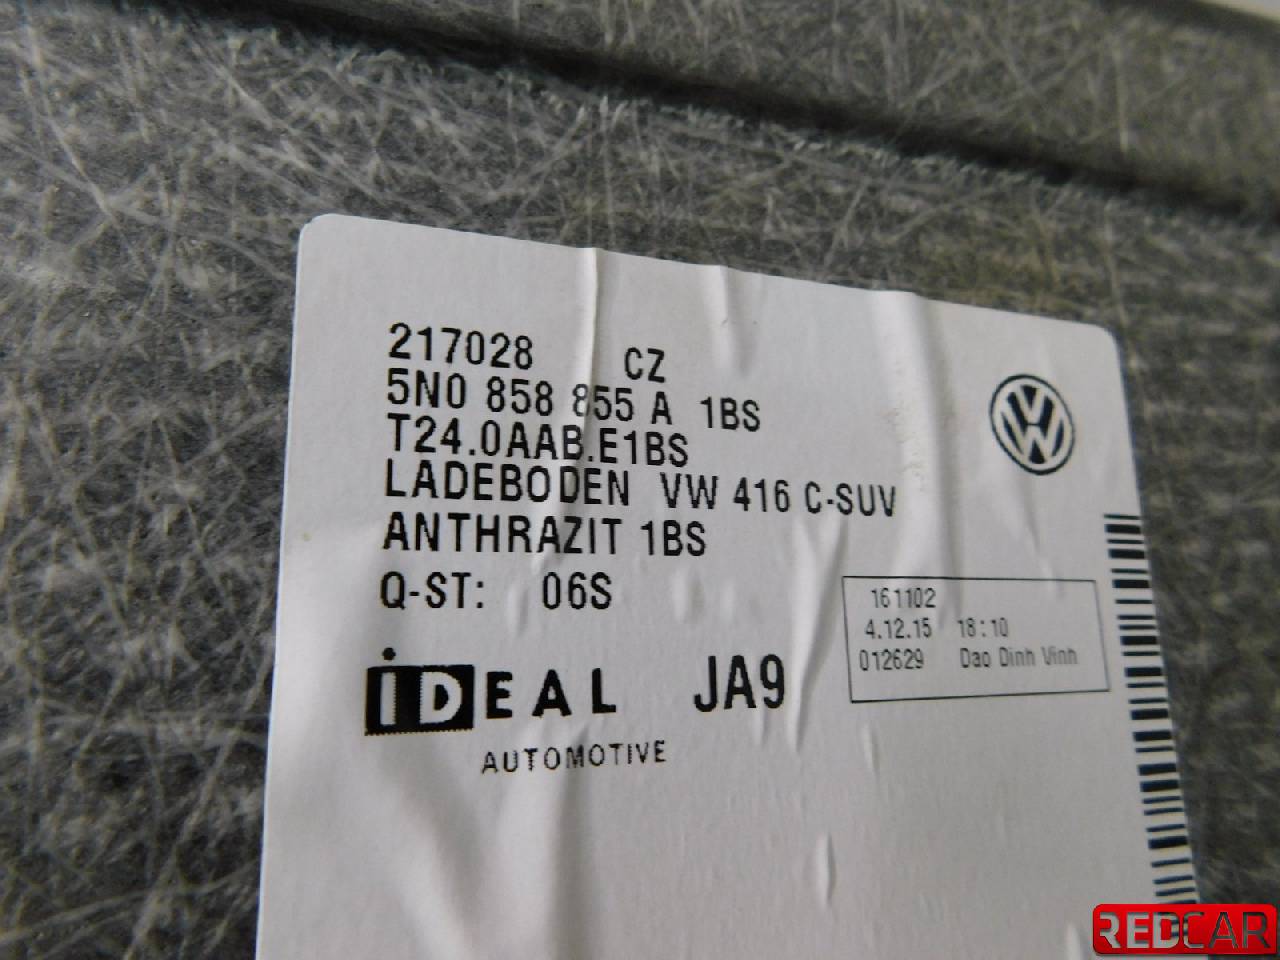 217028 CZ
5N0 858 855 A 1BS
T24.0AAB.E1BS
LADEBODEN VW 416 C-SUV
ANTHRAZIT 1BS
Q-ST: 06S
161102
4.12.15 18:10
012629 Dao Dinh Vinh
iDEAL JA9
AUTOMOTIVE
REDCAR